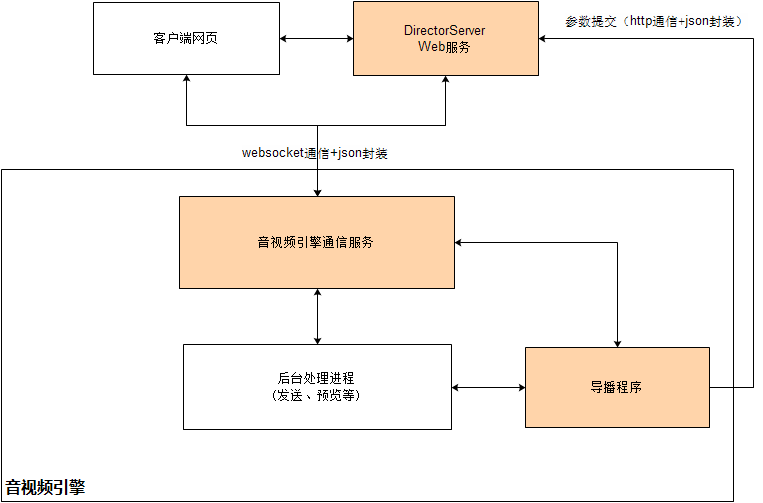 参数提交（http通信+json封装）
客户端网页
DirectorServer
Web服务
websocket通信+json封装
音视频引擎通信服务
后台处理进程
（发送、预览等）
导播程序
音视频引擎